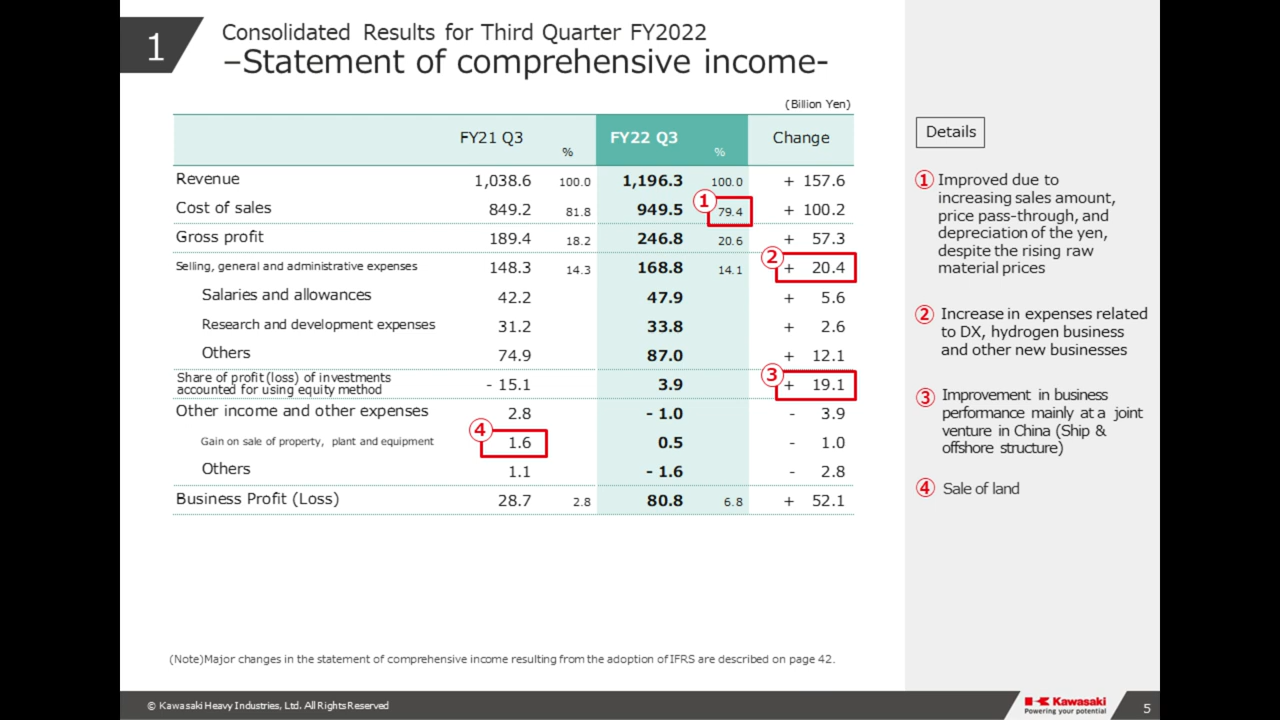 1
Consolidated Results for Third Quarter FY2022
–Statement of comprehensive income-
(Billion Yen)
FY21 Q3 % FY22 Q3 % Change
Revenue 1,038.6 100.0 1,196.3 100.0 + 157.6
Cost of sales 849.2 81.8 949.5 ① 79.4 + 100.2
Gross profit 189.4 18.2 246.8 20.6 + 57.3
Selling, general and administrative expenses 148.3 14.3 168.8 14.1 ② + 20.4
Salaries and allowances 42.2 47.9 + 5.6
Research and development expenses 31.2 33.8 + 2.6
Others 74.9 87.0 + 12.1
Share of profit (loss) of investments
accounted for using equity method - 15.1 3.9 ③ + 19.1
Other income and other expenses 2.8 - 1.0 - 3.9
Gain on sale of property, plant and equipment ④ 1.6 0.5 - 1.0
Others 1.1 - 1.6 - 2.8
Business Profit (Loss) 28.7 2.8 80.8 6.8 + 52.1
Details
① Improved due to
increasing sales amount,
price pass-through, and
depreciation of the yen,
despite the rising raw
material prices
② Increase in expenses related
to DX, hydrogen business
and other new businesses
③ Improvement in business
performance mainly at a joint
venture in China (Ship &
offshore structure)
④ Sale of land
(Note)Major changes in the statement of comprehensive income resulting from the adoption of IFRS are described on page 42.
© Kawasaki Heavy Industries, Ltd. All Rights Reserved
Kawasaki
Powering your potential
5